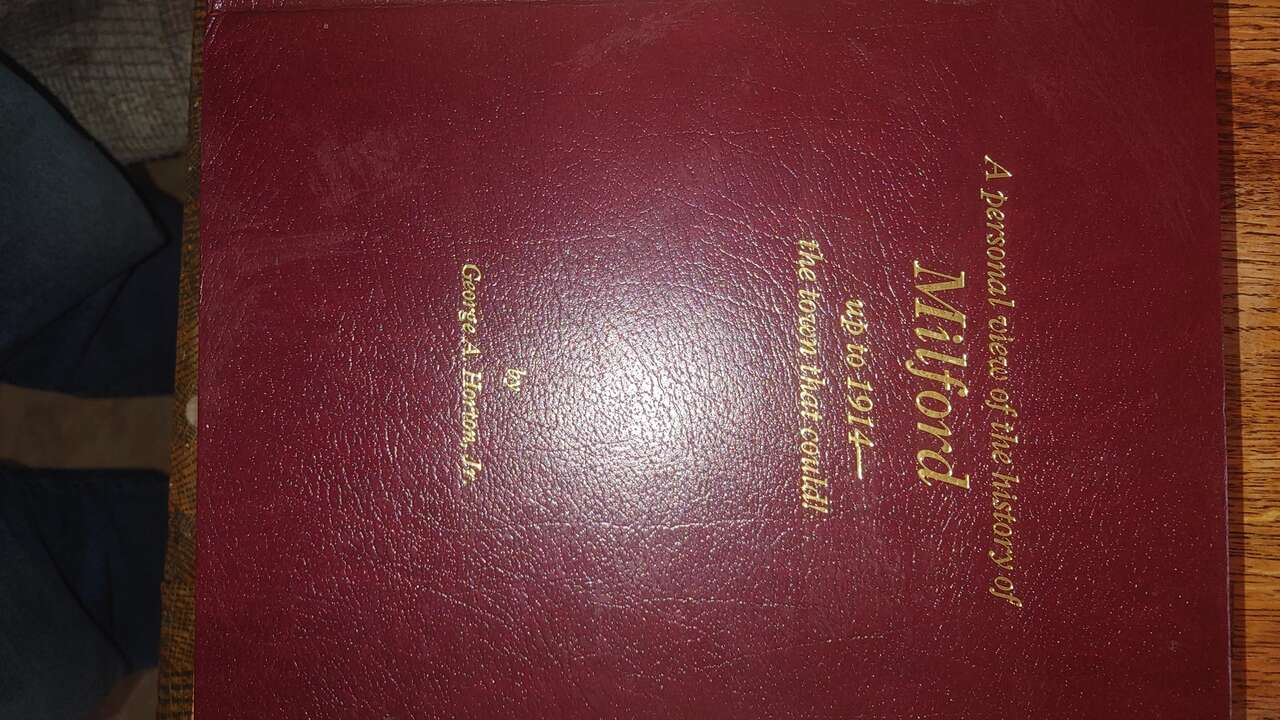 A personal view of the history of
Milford
up to 1914—
the town that could!
by
George A. Horton, Jr.